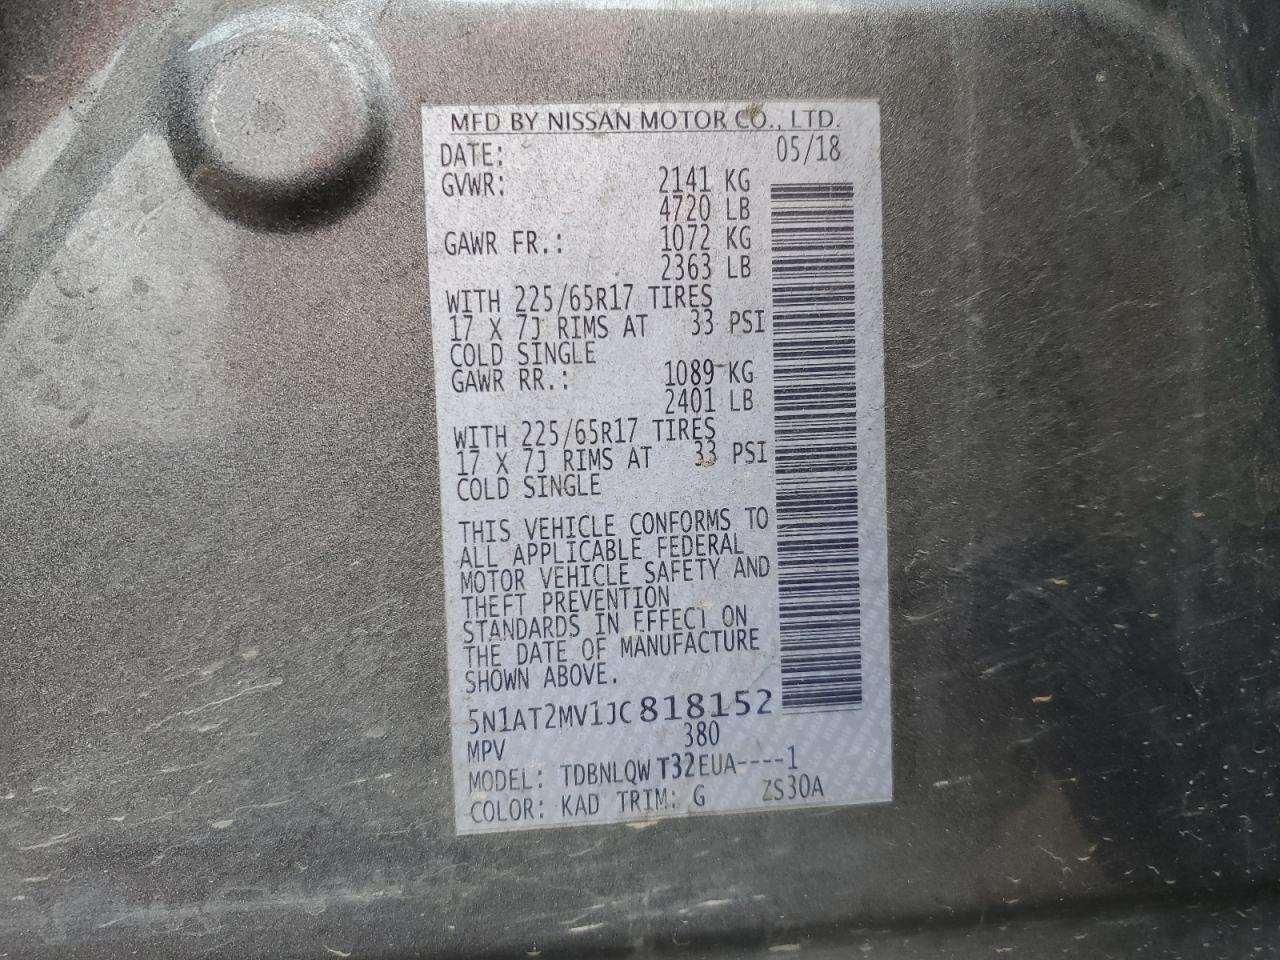 MFD BY NISSAN MOTOR CO., LTD.
DATE: 05/18
GVWR: 2141 KG
4720 LB
GAWR FR.: 1072 KG
2363 LB
WITH 225/65R17 TIRES
17 X 7J RIMS AT 33 PSI
COLD SINGLE
GAWR RR.: 1089 KG
2401 LB
WITH 225/65R17 TIRES
17 X 7J RIMS AT 33 PSI
COLD SINGLE
THIS VEHICLE CONFORMS TO
ALL APPLICABLE FEDERAL
MOTOR VEHICLE SAFETY AND
THEFT PREVENTION
STANDARDS IN EFFECT ON
THE DATE OF MANUFACTURE
SHOWN ABOVE.
5N1AT2MV1JC818152
MPV 380
MODEL: TDBNLQW T32EUA----1
COLOR: KAD TRIM: G ZS30A